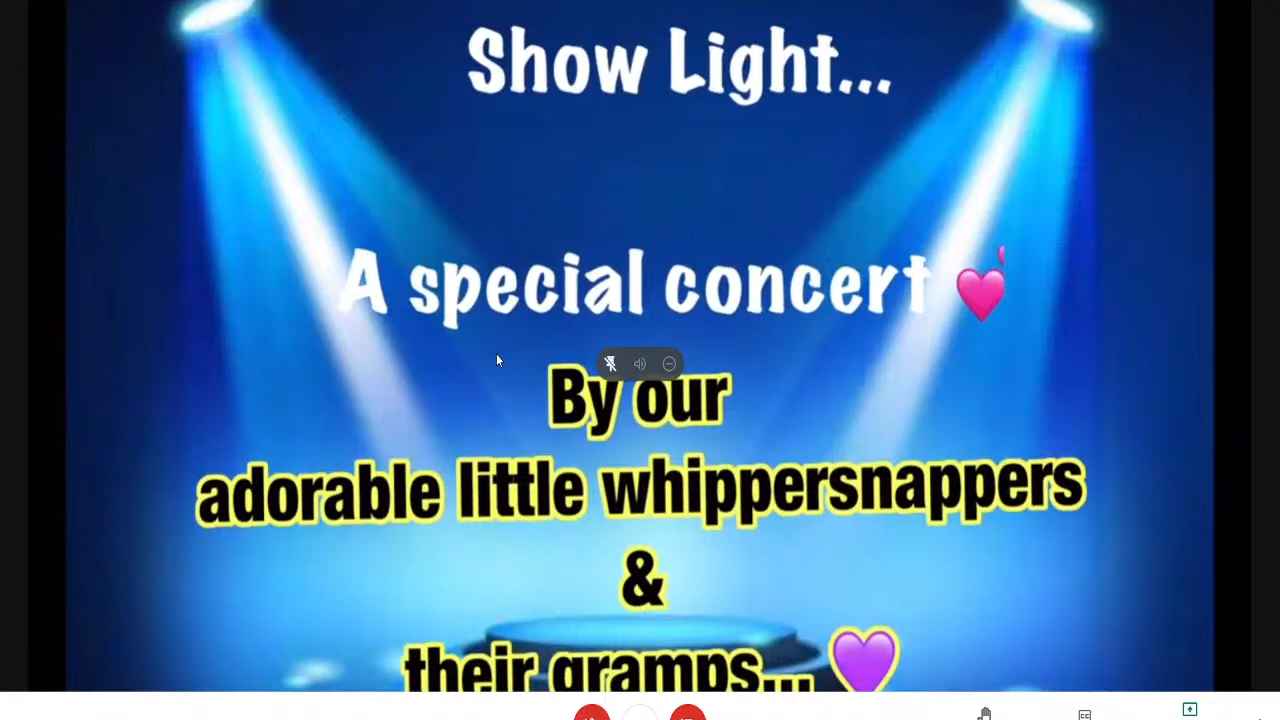 Show Light...
A special concert 💕
By our
adorable little whippersnappers
&
their gramps... 💜